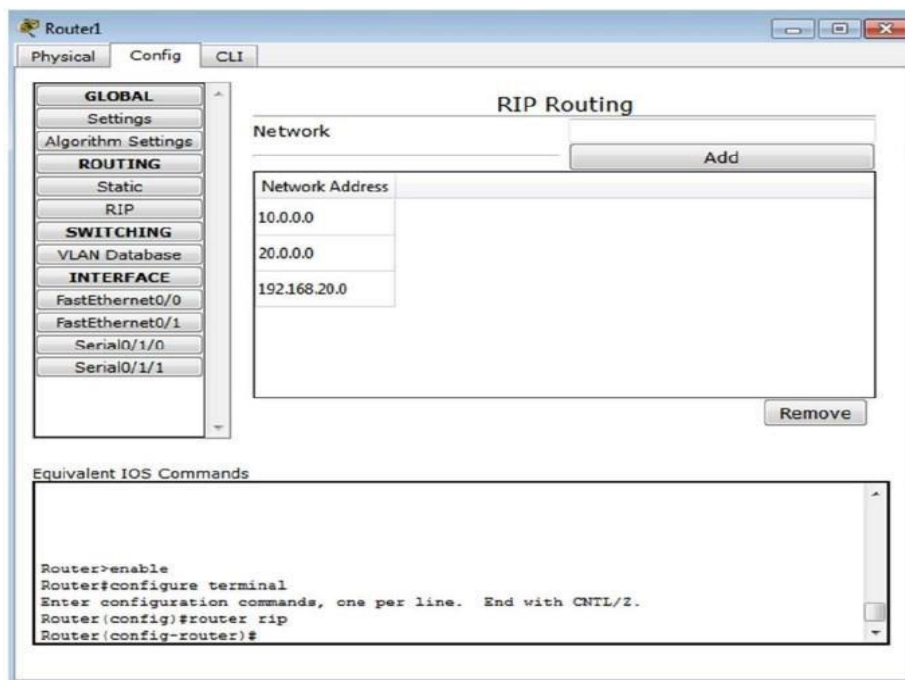 Router1
Physical Config CLI
GLOBAL
Settings
Algorithm Settings
ROUTING
Static
RIP
SWITCHING
VLAN Database
INTERFACE
FastEthernet0/0
FastEthernet0/1
Serial0/1/0
Serial0/1/1
RIP Routing
Network
Add
Network Address
10.0.0.0
20.0.0.0
192.168.20.0
Remove
Equivalent IOS Commands
Router>enable
Router#configure terminal
Enter configuration commands, one per line.  End with CNTL/Z.
Router(config)#router rip
Router(config-router)#